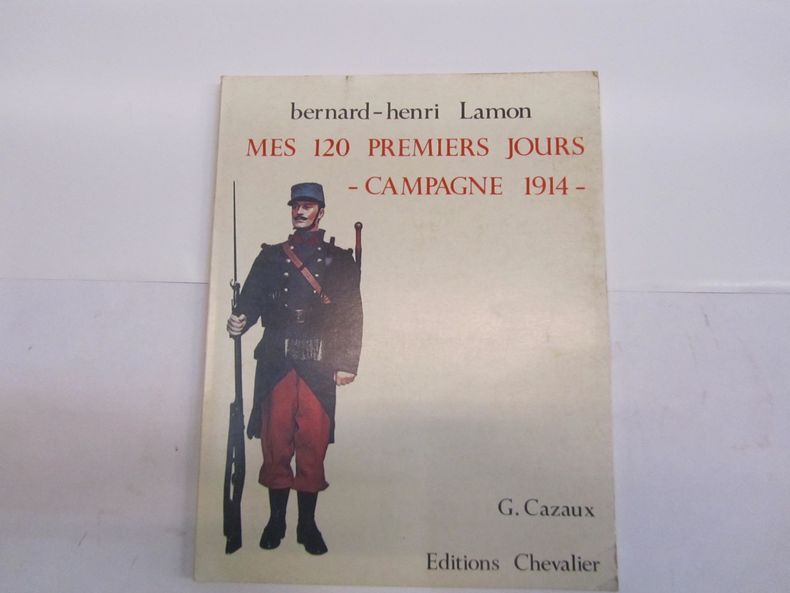 bernard-henri Lamon
MES 120 PREMIERS JOURS
- CAMPAGNE 1914 -
G. Cazaux
Editions Chevalier